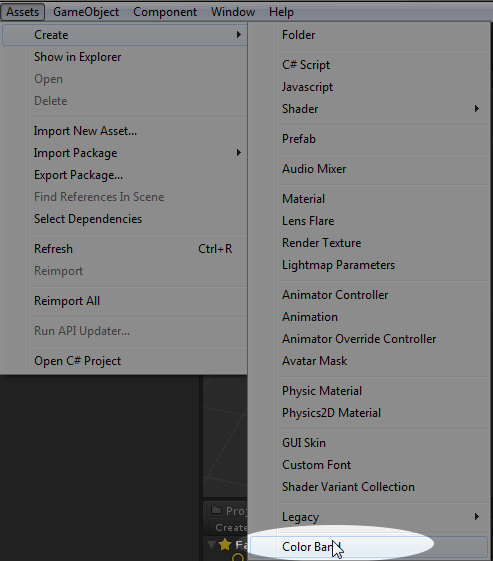 Assets GameObject Component Window Help
Create
Show in Explorer
Open
Delete
Import New Asset...
Import Package
Export Package...
Find References In Scene
Select Dependencies
Refresh Ctrl+R
Reimport
Reimport All
Run API Updater...
Open C# Project
Folder
C# Script
Javascript
Shader
Prefab
Audio Mixer
Material
Lens Flare
Render Texture
Lightmap Parameters
Animator Controller
Animation
Animator Override Controller
Avatar Mask
Physic Material
Physics2D Material
GUI Skin
Custom Font
Shader Variant Collection
Legacy
Color Band
Proj
Create
Fa